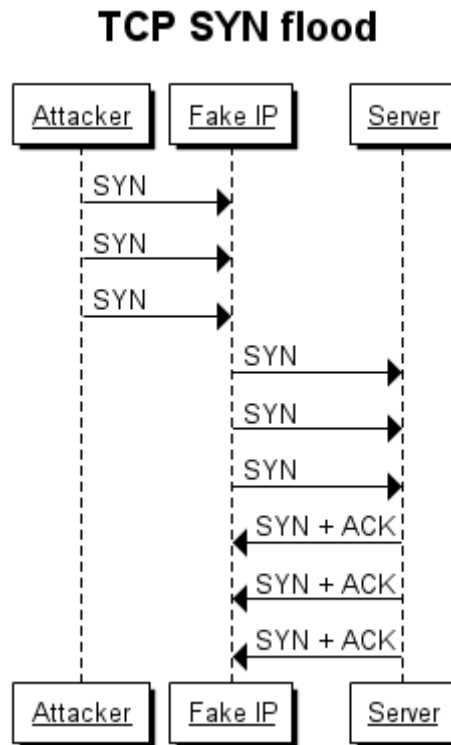 TCP SYN flood
Attacker Fake IP Server
SYN
SYN
SYN
SYN
SYN
SYN
SYN + ACK
SYN + ACK
SYN + ACK
Attacker Fake IP Server